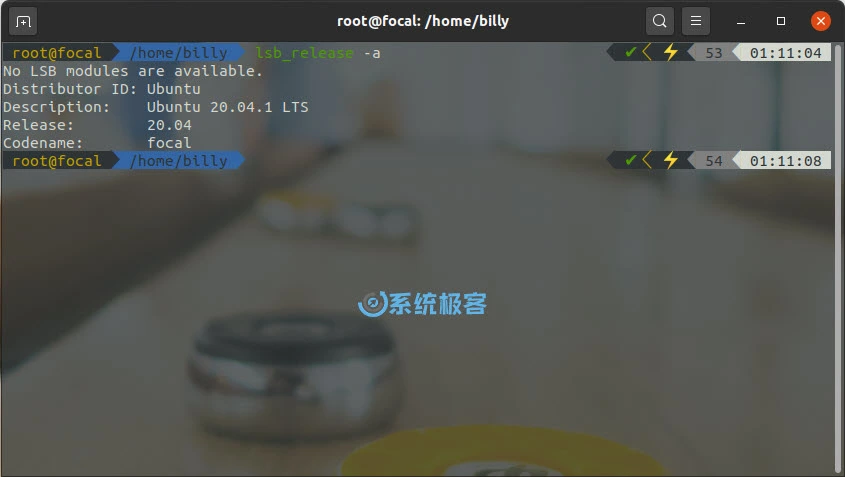 root@focal: /home/billy
root@focal /home/billy lsb_release -a ✔ ⚡ 53 01:11:04
No LSB modules are available.
Distributor ID: Ubuntu
Description: Ubuntu 20.04.1 LTS
Release: 20.04
Codename: focal
root@focal /home/billy ✔ ⚡ 54 01:11:08
系统极客